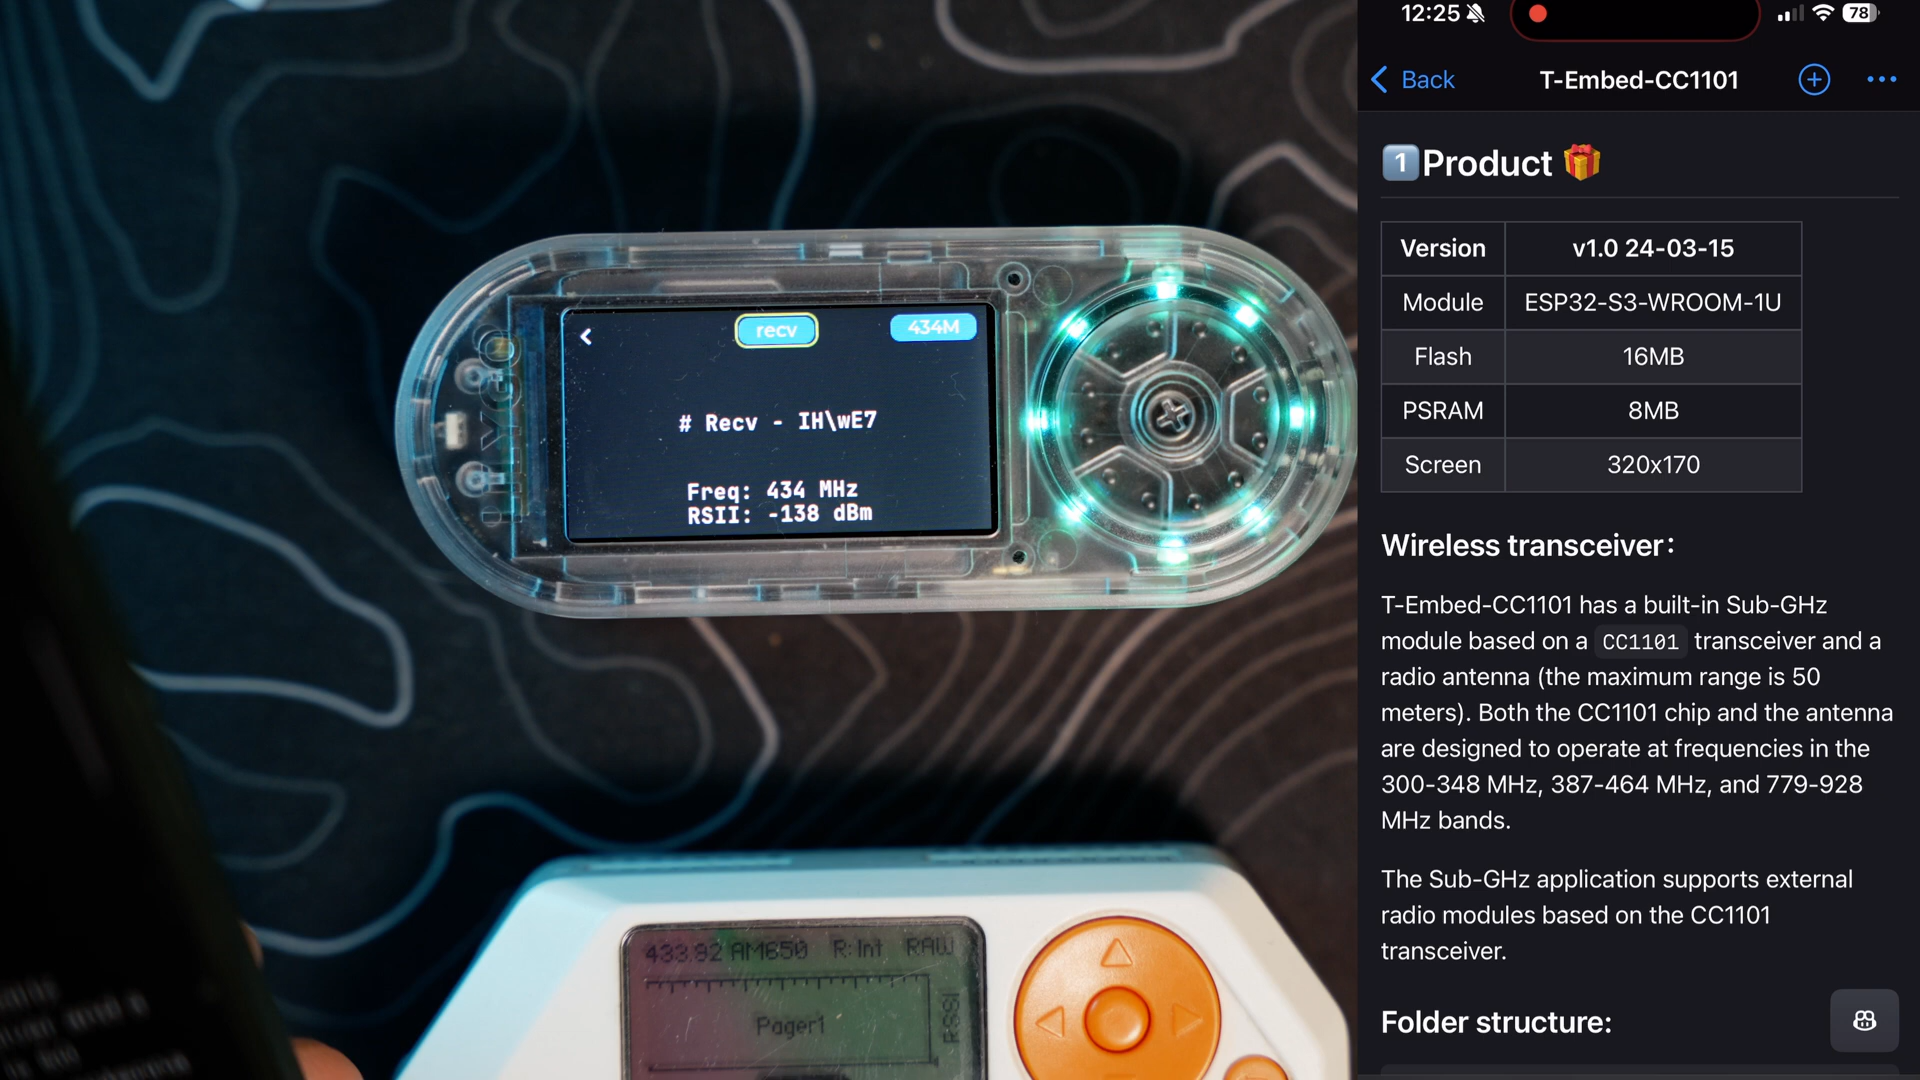 recv
434M
# Recv - IH\wE7
Freq: 434 MHz
RSII: -138 dBm
433.92 AM650 R:Int RAW
RSSI
Pager1
12:25
78
Back
T-Embed-CC1101
1 Product
Version v1.0 24-03-15
Module ESP32-S3-WROOM-1U
Flash 16MB
PSRAM 8MB
Screen 320x170
Wireless transceiver:
T-Embed-CC1101 has a built-in Sub-GHz
module based on a CC1101 transceiver and a
radio antenna (the maximum range is 50
meters). Both the CC1101 chip and the antenna
are designed to operate at frequencies in the
300-348 MHz, 387-464 MHz, and 779-928
MHz bands.
The Sub-GHz application supports external
radio modules based on the CC1101
transceiver.
Folder structure: